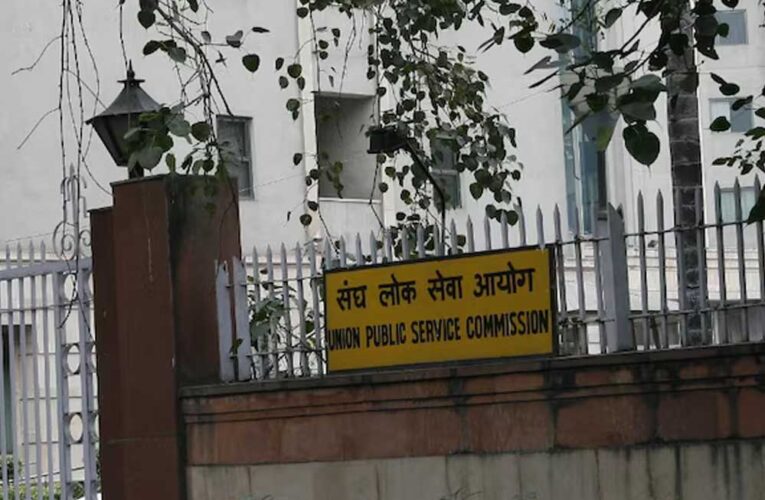 संघ लोक सेवा आयोग
UNION PUBLIC SERVICE COMMISSION